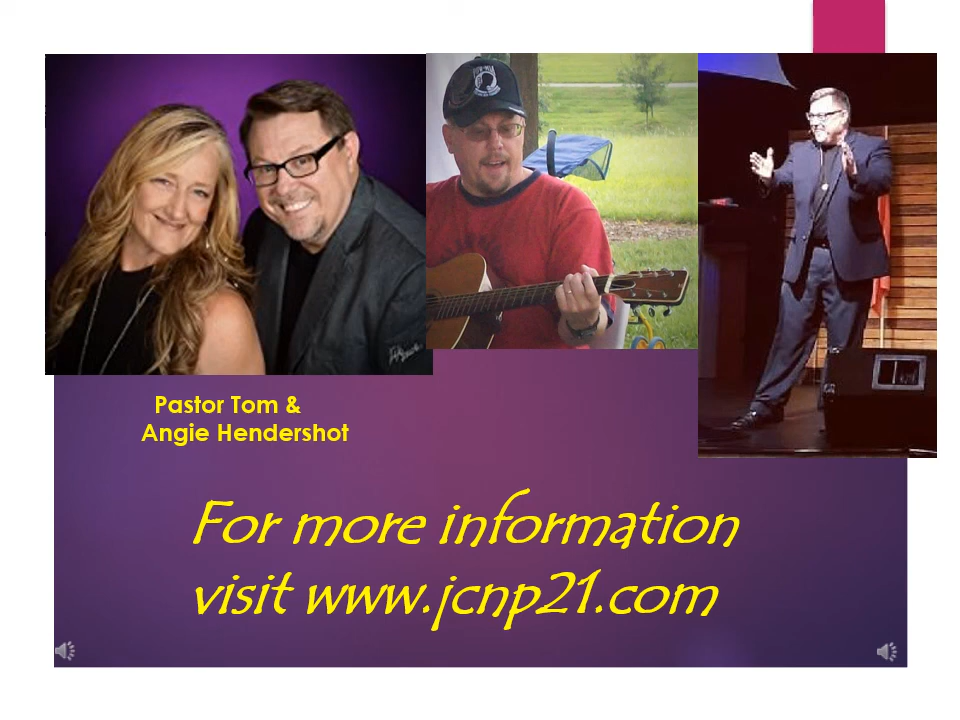 Pastor Tom &
Angie Hendershot
For more information
visit www.jcnp21.com